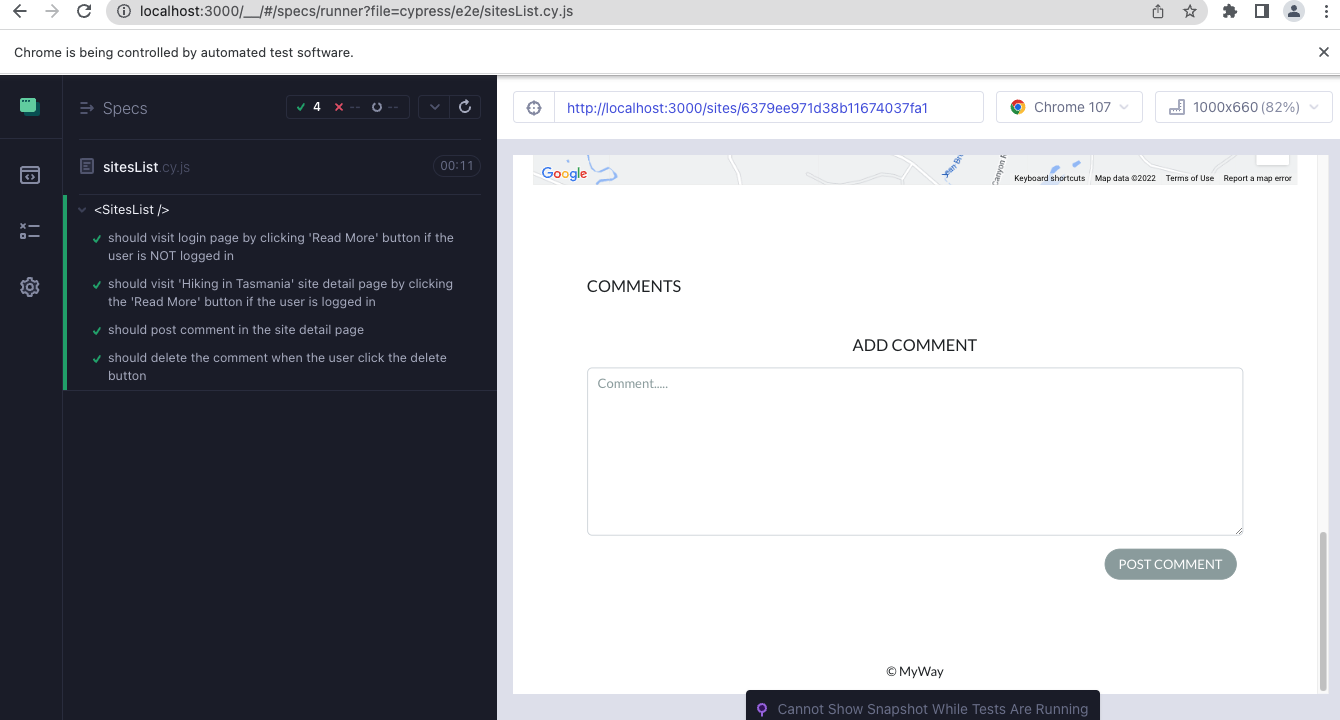 localhost:3000/__/#/specs/runner?file=cypress/e2e/sitesList.cy.js
Chrome is being controlled by automated test software.
Specs
4 -- --
sitesList.cy.js 00:11
<SitesList />
should visit login page by clicking 'Read More' button if the
user is NOT logged in
should visit 'Hiking in Tasmania' site detail page by clicking
the 'Read More' button if the user is logged in
should post comment in the site detail page
should delete the comment when the user click the delete
button
http://localhost:3000/sites/6379ee971d38b11674037fa1
Chrome 107
1000x660 (82%)
Google
Keyboard shortcuts Map data ©2022 Terms of Use Report a map error
COMMENTS
ADD COMMENT
Comment.....
POST COMMENT
© MyWay
Cannot Show Snapshot While Tests Are Running